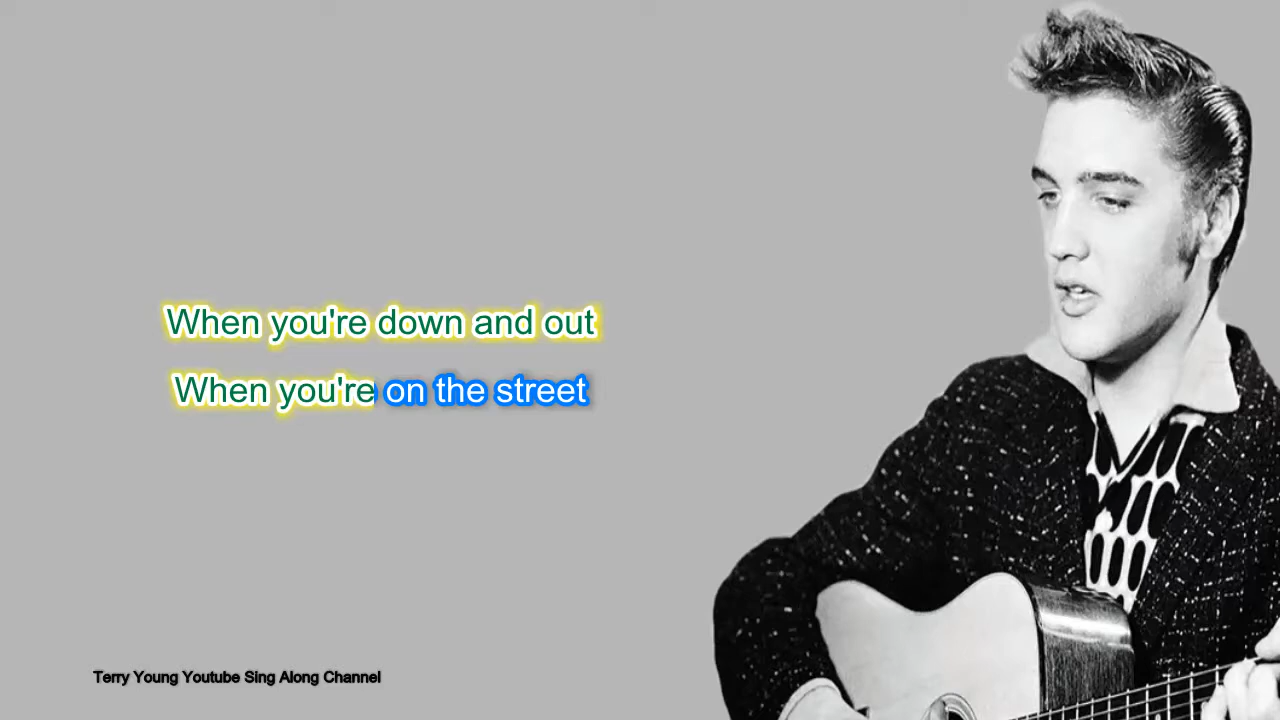 When you're down and out
When you're on the street
Terry Young Youtube Sing Along Channel